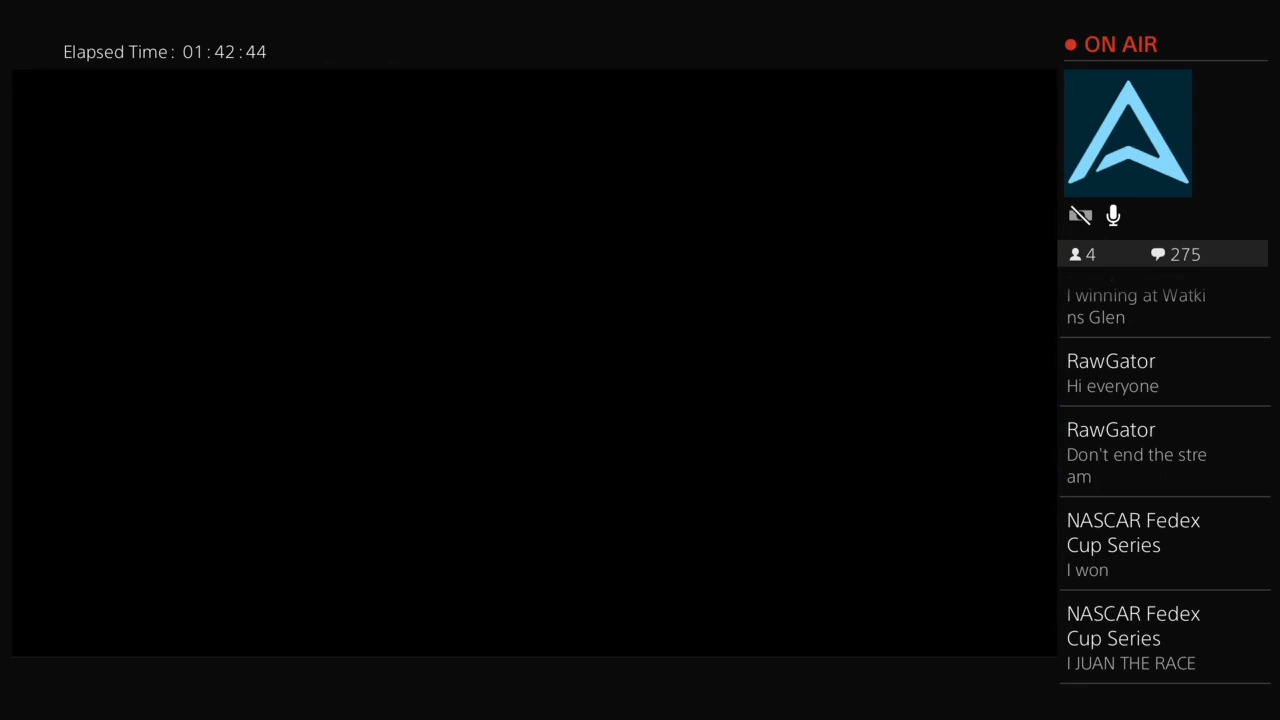 Elapsed Time: 01:42:44
ON AIR
4 275
I winning at Watki
ns Glen
RawGator
Hi everyone
RawGator
Don't end the stre
am
NASCAR Fedex
Cup Series
I won
NASCAR Fedex
Cup Series
I JUAN THE RACE